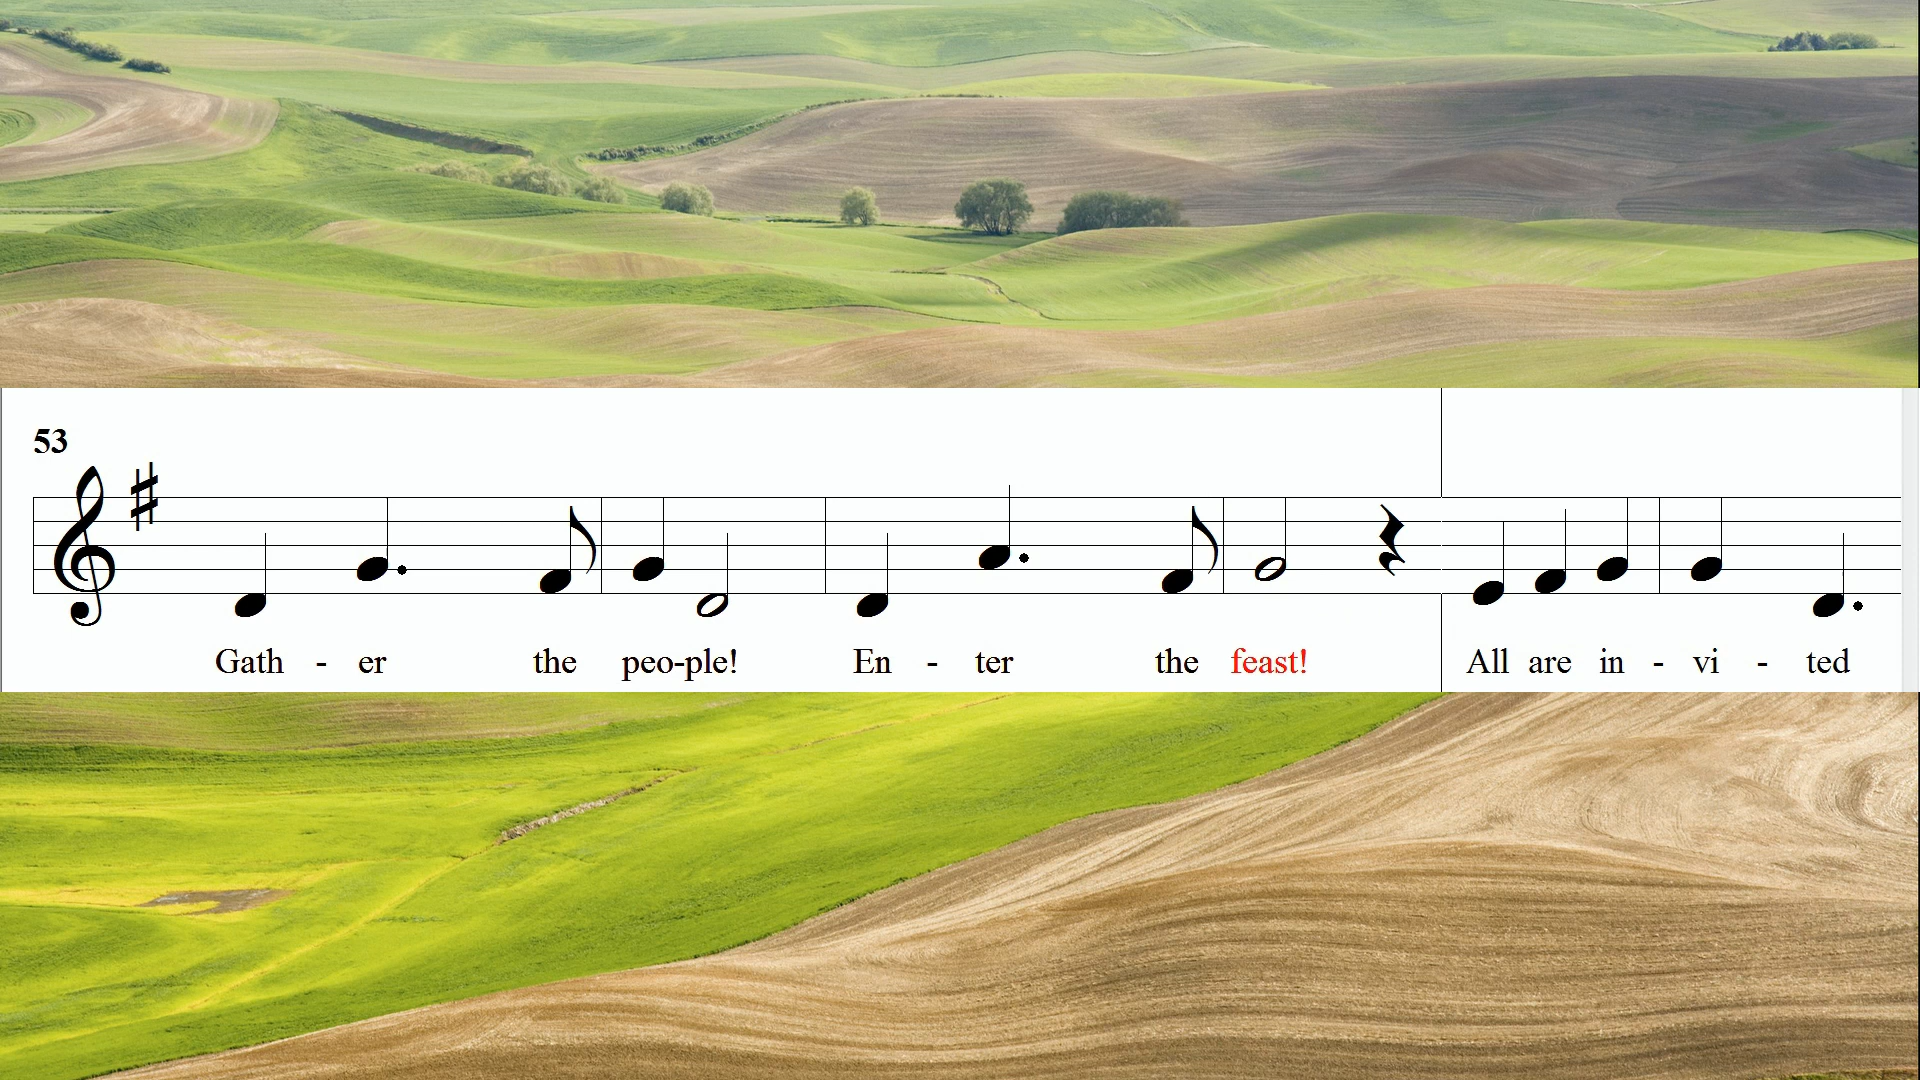 53
Gath - er the peo-ple! En - ter the feast! All are in - vi - ted